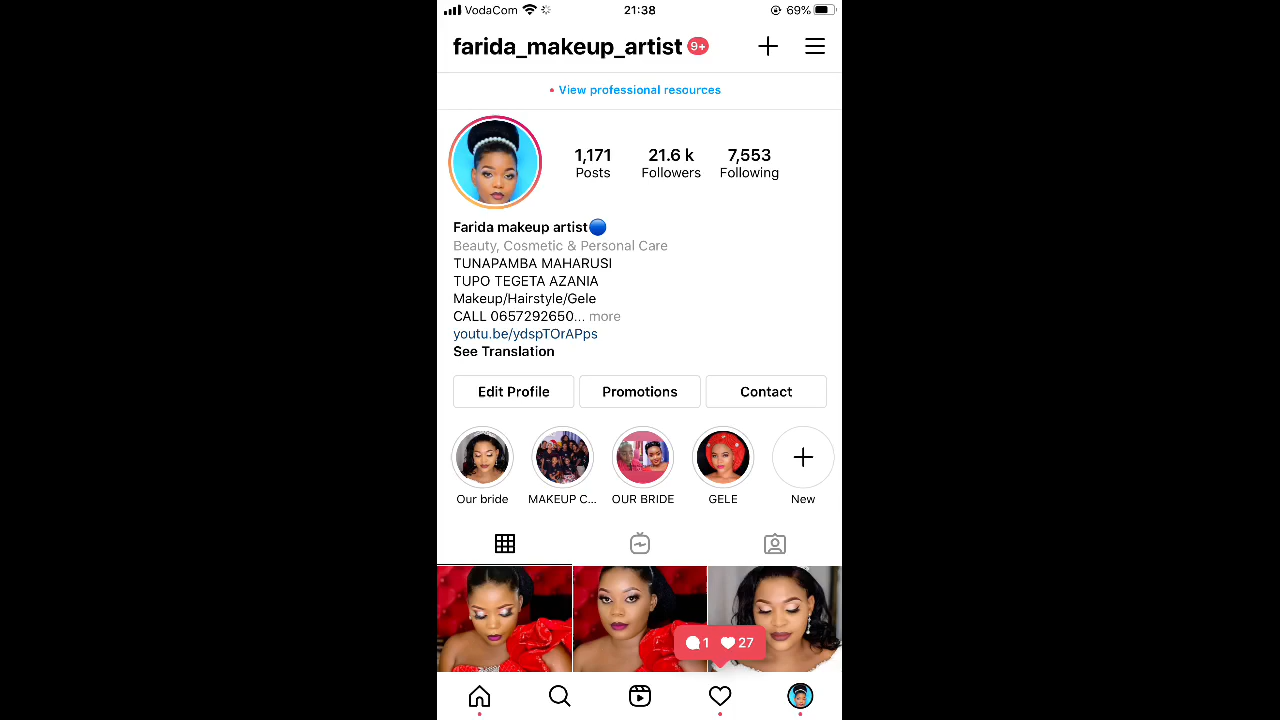 VodaCom 21:38 69%
farida_makeup_artist 9+
View professional resources
1,171 21.6 k 7,553
Posts Followers Following
Farida makeup artist
Beauty, Cosmetic & Personal Care
TUNAPAMBA MAHARUSI
TUPO TEGETA AZANIA
Makeup/Hairstyle/Gele
CALL 0657292650... more
youtu.be/ydspTOrAPps
See Translation
Edit Profile Promotions Contact
Our bride MAKEUP C... OUR BRIDE GELE New
1 27